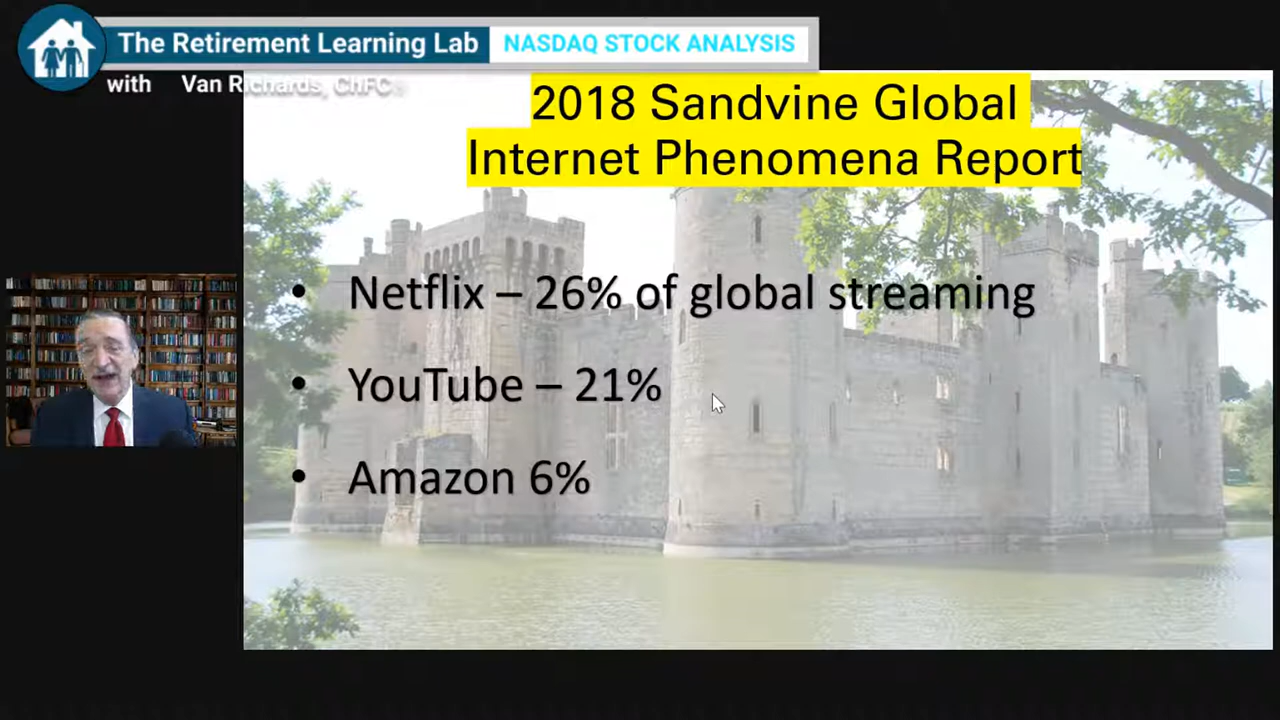 The Retirement Learning Lab NASDAQ STOCK ANALYSIS
with Van Richards, ChFC
2018 Sandvine Global
Internet Phenomena Report
• Netflix – 26% of global streaming
• YouTube – 21%
• Amazon 6%